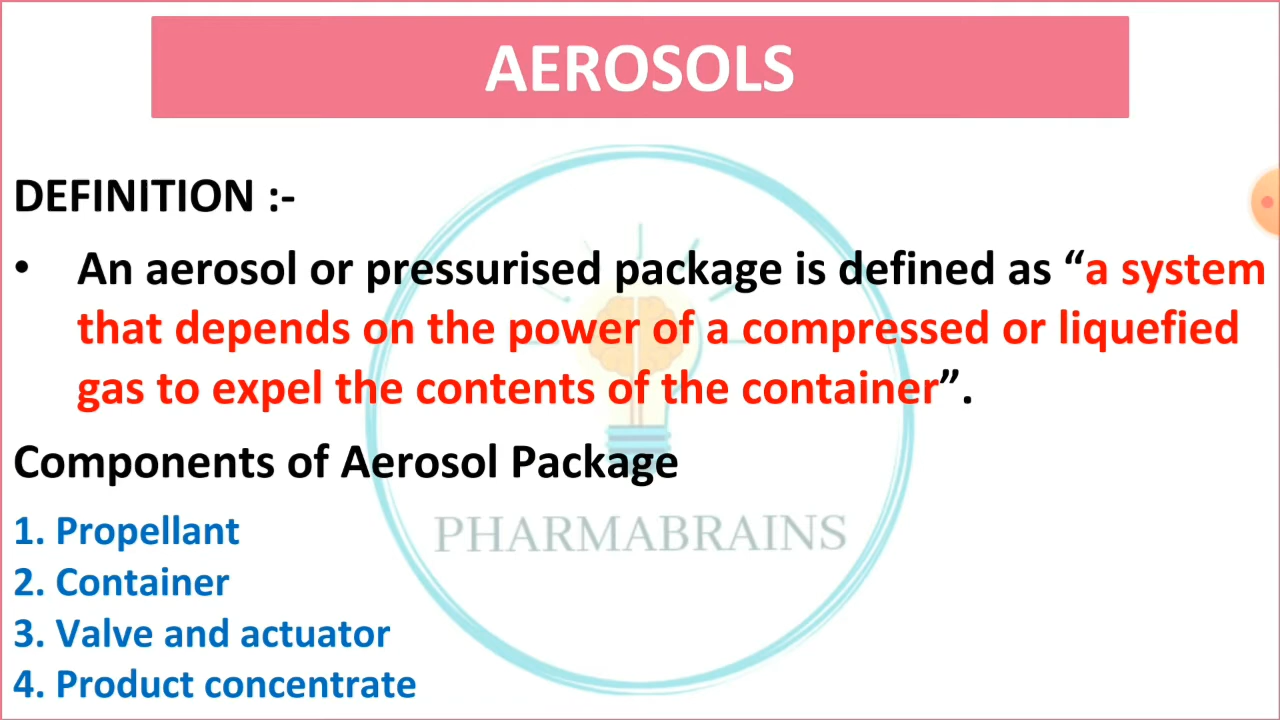 AEROSOLS
DEFINITION :-
• An aerosol or pressurised package is defined as “a system
that depends on the power of a compressed or liquefied
gas to expel the contents of the container”.
Components of Aerosol Package
1. Propellant
PHARMABRAINS
2. Container
3. Valve and actuator
4. Product concentrate